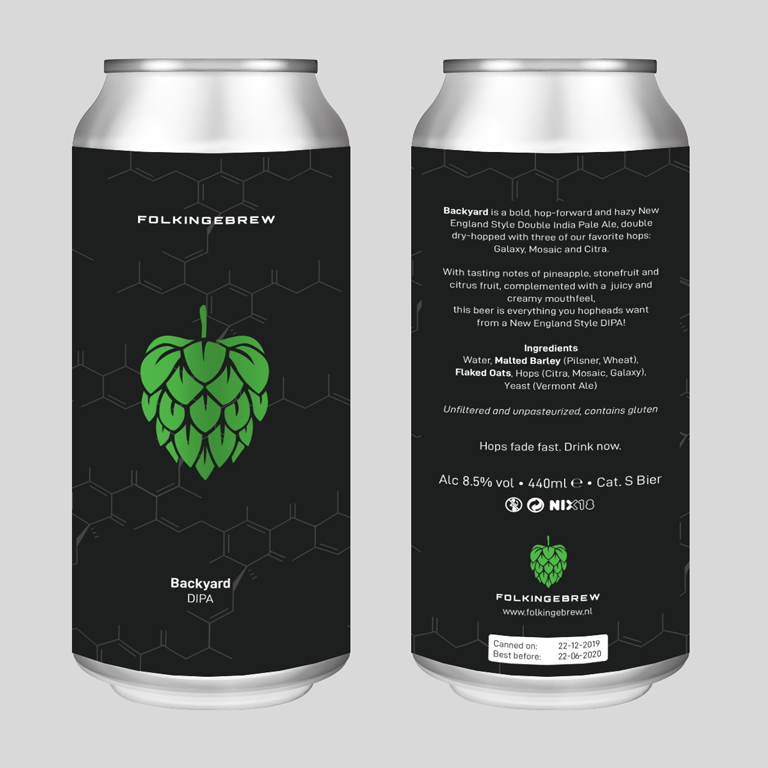 FOLKINGEBREW
Backyard
DIPA
Backyard is a bold, hop-forward and hazy New
England Style Double India Pale Ale, double
dry-hopped with three of our favorite hops:
Galaxy, Mosaic and Citra.
With tasting notes of pineapple, stonefruit and
citrus fruit, complemented with a juicy and
creamy mouthfeel,
this beer is everything you hopheads want
from a New England Style DIPA!
Ingredients
Water, Malted Barley (Pilsner, Wheat),
Flaked Oats, Hops (Citra, Mosaic, Galaxy),
Yeast (Vermont Ale)
Unfiltered and unpasteurized, contains gluten
Hops fade fast. Drink now.
Alc 8.5% vol • 440ml ℮ • Cat. S Bier
NIX18
FOLKINGEBREW
www.folkingebrew.nl
Canned on: 22-12-2019
Best before: 22-06-2020